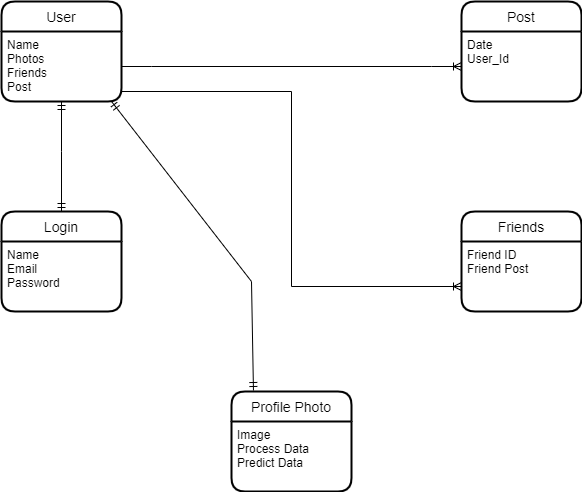 User
Name
Photos
Friends
Post
Post
Date
User_Id
Login
Name
Email
Password
Friends
Friend ID
Friend Post
Profile Photo
Image
Process Data
Predict Data